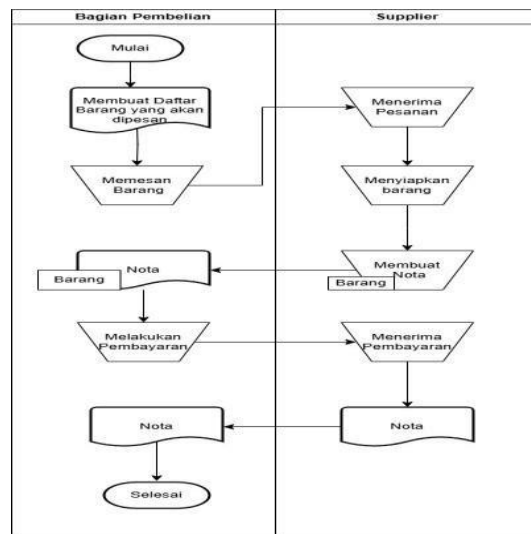 Bagian Pembelian
Supplier
Mulai
Membuat Daftar
Barang yang akan
dipesan
Menerima
Pesanan
Memesan
Barang
Menyiapkan
barang
Nota
Barang
Membuat
Nota
Barang
Melakukan
Pembayaran
Menerima
Pembayaran
Nota
Nota
Selesai